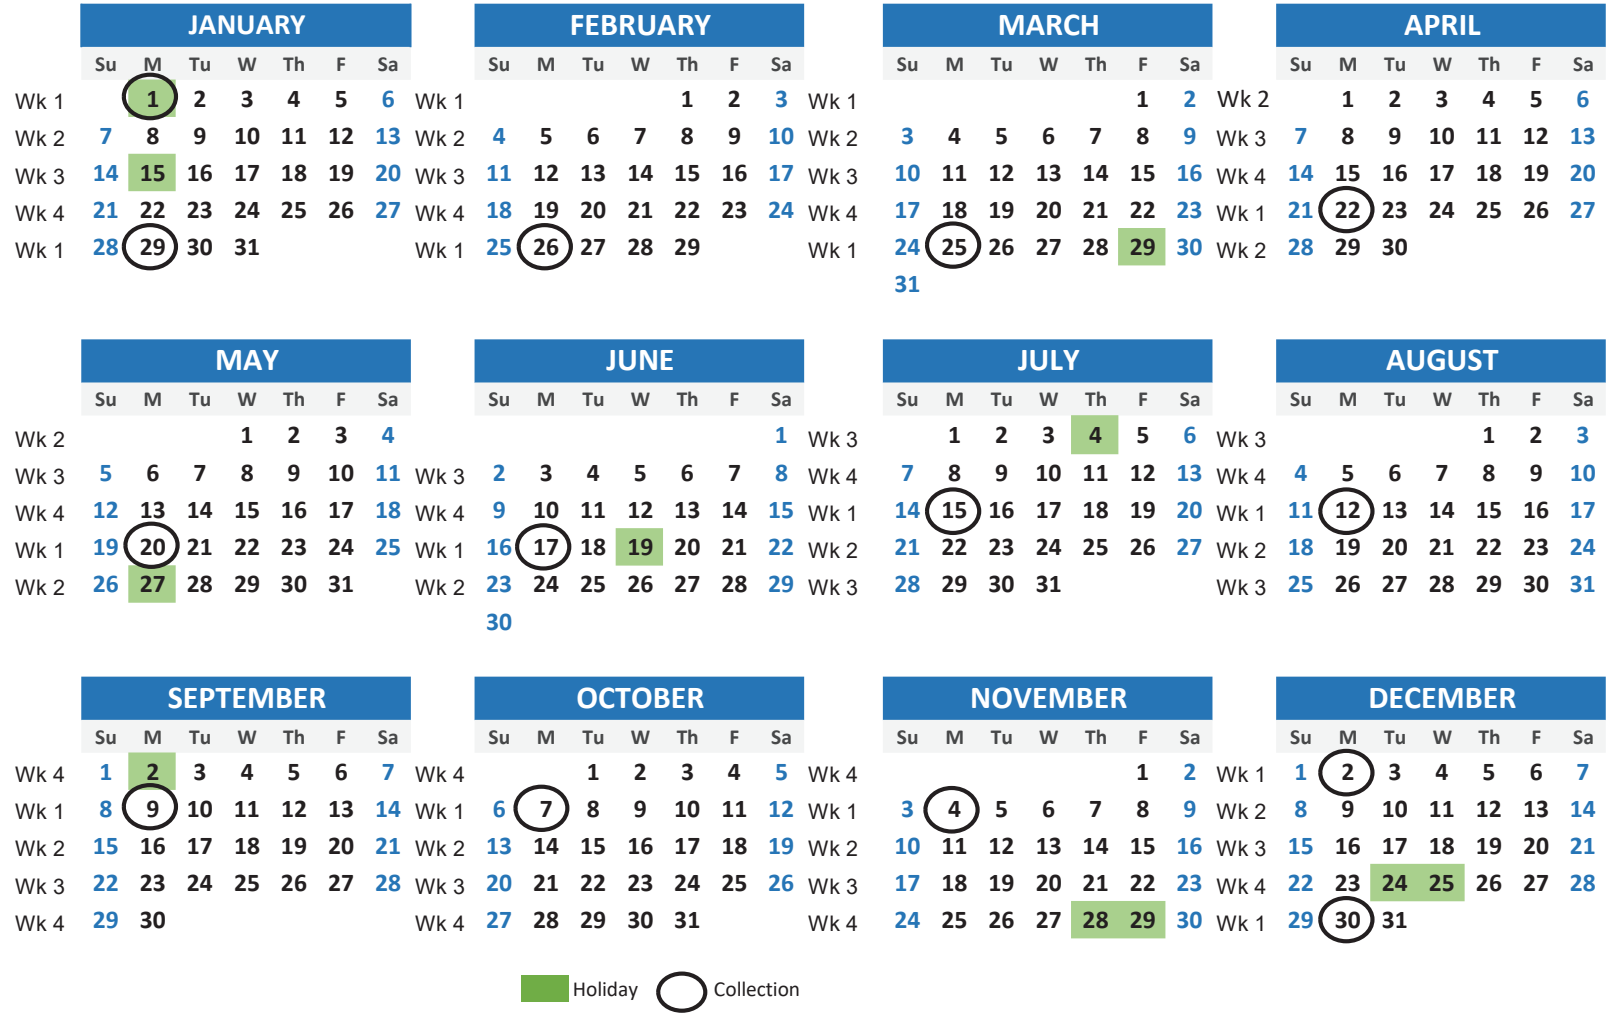 JANUARY FEBRUARY MARCH APRIL
Su M Tu W Th F Sa Su M Tu W Th F Sa Su M Tu W Th F Sa Su M Tu W Th F Sa
Wk 1 1 2 3 4 5 6 Wk 1 1 2 3 Wk 1 1 2 Wk 2 1 2 3 4 5 6
Wk 2 7 8 9 10 11 12 13 Wk 2 4 5 6 7 8 9 10 Wk 2 3 4 5 6 7 8 9 Wk 3 7 8 9 10 11 12 13
Wk 3 14 15 16 17 18 19 20 Wk 3 11 12 13 14 15 16 17 Wk 3 10 11 12 13 14 15 16 Wk 4 14 15 16 17 18 19 20
Wk 4 21 22 23 24 25 26 27 Wk 4 18 19 20 21 22 23 24 Wk 4 17 18 19 20 21 22 23 Wk 1 21 22 23 24 25 26 27
Wk 1 28 29 30 31 Wk 1 25 26 27 28 29 Wk 1 24 25 26 27 28 29 30 Wk 2 28 29 30
31
MAY JUNE JULY AUGUST
Su M Tu W Th F Sa Su M Tu W Th F Sa Su M Tu W Th F Sa Su M Tu W Th F Sa
Wk 2 1 2 3 4 1 Wk 3 1 2 3 4 5 6 Wk 3 1 2 3
Wk 3 5 6 7 8 9 10 11 Wk 3 2 3 4 5 6 7 8 Wk 4 7 8 9 10 11 12 13 Wk 4 4 5 6 7 8 9 10
Wk 4 12 13 14 15 16 17 18 Wk 4 9 10 11 12 13 14 15 Wk 1 14 15 16 17 18 19 20 Wk 1 11 12 13 14 15 16 17
Wk 1 19 20 21 22 23 24 25 Wk 1 16 17 18 19 20 21 22 Wk 2 21 22 23 24 25 26 27 Wk 2 18 19 20 21 22 23 24
Wk 2 26 27 28 29 30 31 Wk 2 23 24 25 26 27 28 29 Wk 3 28 29 30 31 Wk 3 25 26 27 28 29 30 31
30
SEPTEMBER OCTOBER NOVEMBER DECEMBER
Su M Tu W Th F Sa Su M Tu W Th F Sa Su M Tu W Th F Sa Su M Tu W Th F Sa
Wk 4 1 2 3 4 5 6 7 Wk 4 1 2 3 4 5 Wk 4 1 2 Wk 1 1 2 3 4 5 6 7
Wk 1 8 9 10 11 12 13 14 Wk 1 6 7 8 9 10 11 12 Wk 1 3 4 5 6 7 8 9 Wk 2 8 9 10 11 12 13 14
Wk 2 15 16 17 18 19 20 21 Wk 2 13 14 15 16 17 18 19 Wk 2 10 11 12 13 14 15 16 Wk 3 15 16 17 18 19 20 21
Wk 3 22 23 24 25 26 27 28 Wk 3 20 21 22 23 24 25 26 Wk 3 17 18 19 20 21 22 23 Wk 4 22 23 24 25 26 27 28
Wk 4 29 30 Wk 4 27 28 29 30 31 Wk 4 24 25 26 27 28 29 30 Wk 1 29 30 31
Holiday Collection